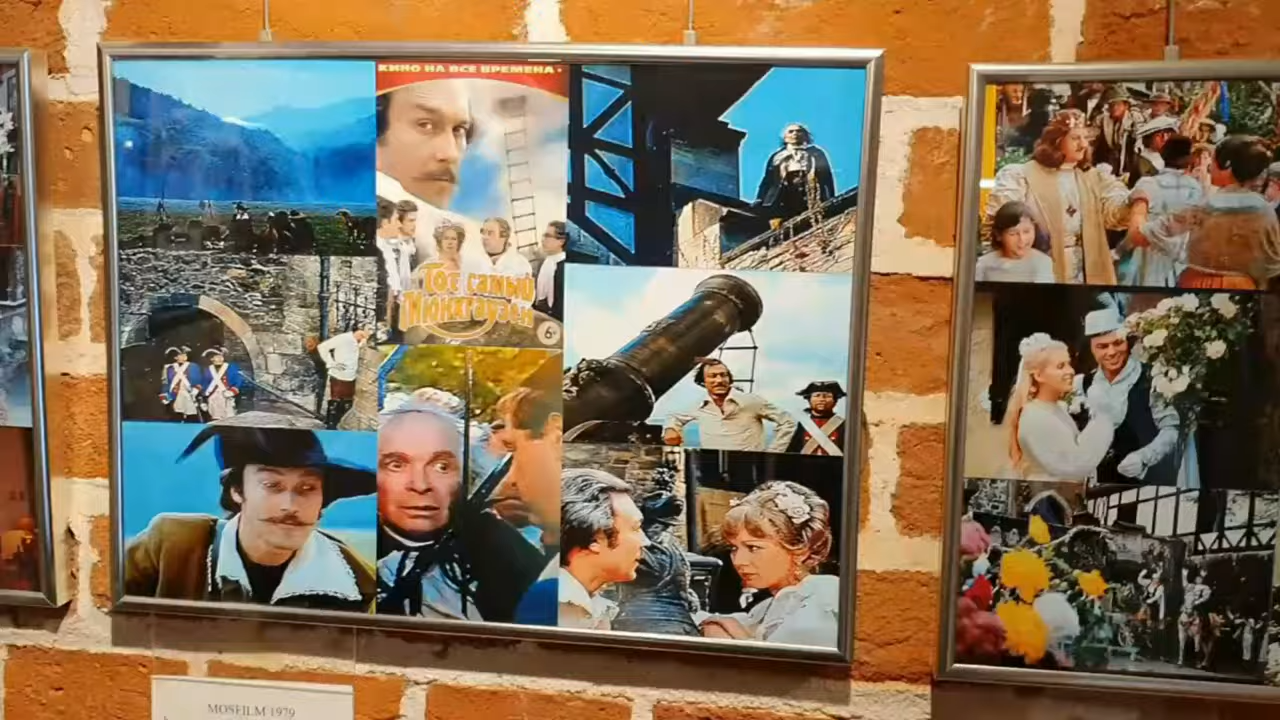 КИНО НА ВСЕ ВРЕМЕНА
Тот самый
Мюнхгаузен
6+
MOSFILM 1979